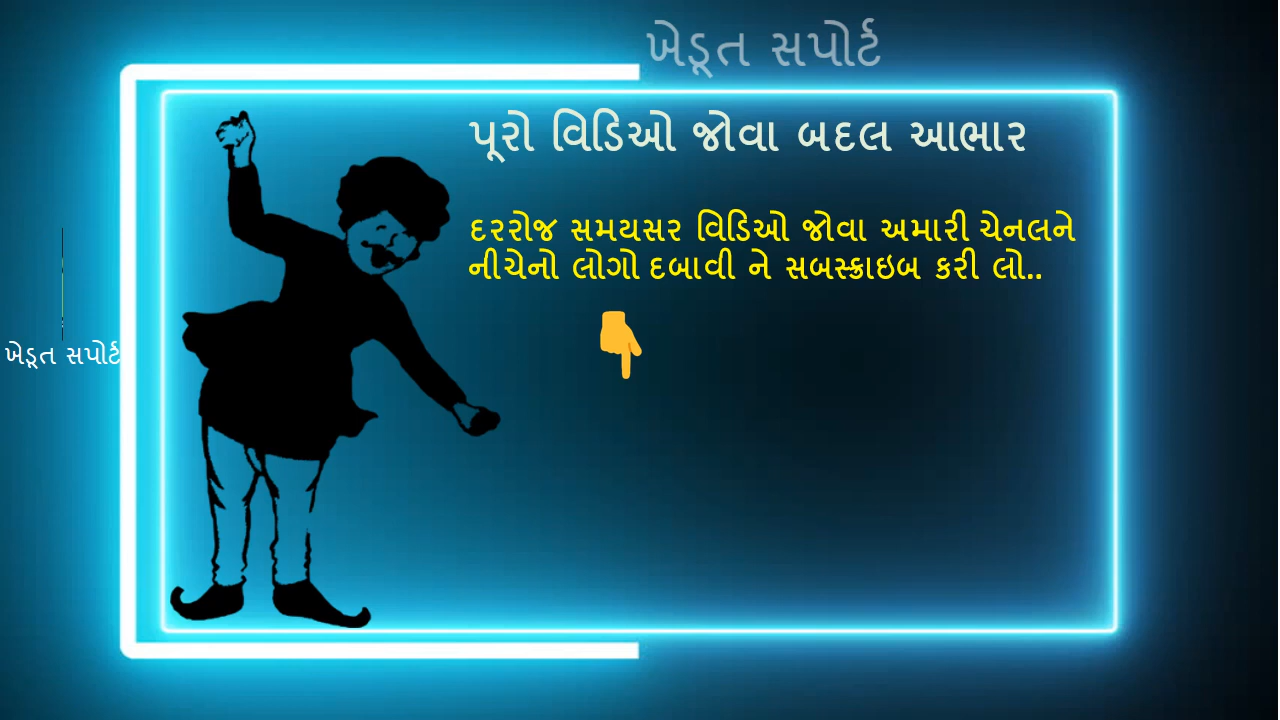 ખેડૂત સપોર્ટ
પૂરો વિડિઓ જોવા બદલ આભાર
દરરોજ સમયસર વિડિઓ જોવા અમારી ચેનલને
નીચેનો લોગો દબાવી ને સબસ્ક્રાઇબ કરી લો..
ખેડૂત સપોર્ટ